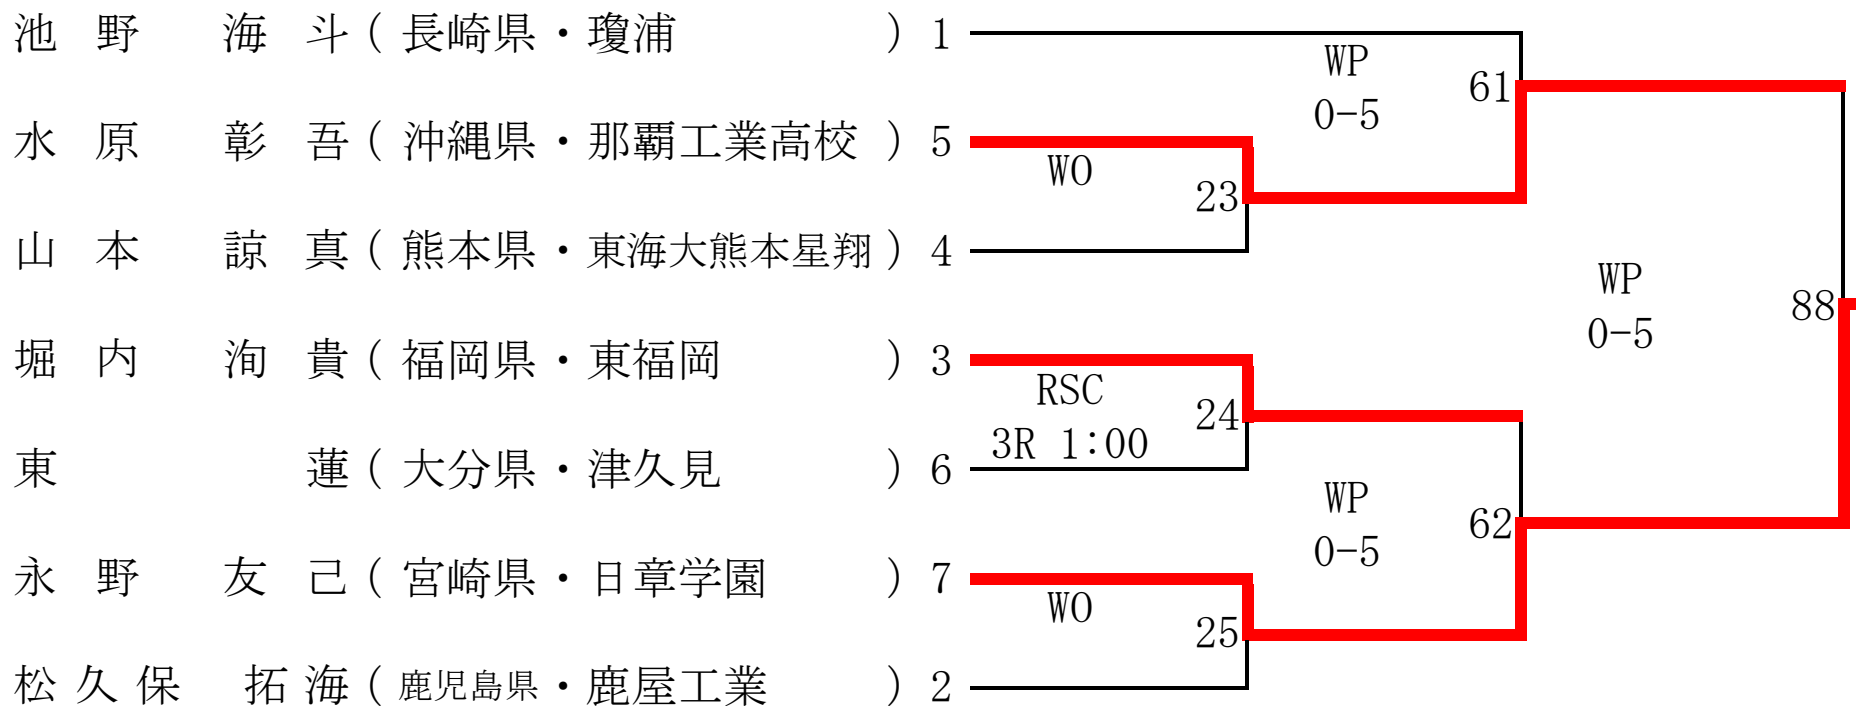 池野 海斗 ( 長崎県 ・ 瓊浦 ) 1
WP
61
0-5
水原 彰吾 ( 沖縄県 ・ 那覇工業高校 ) 5
WO
23
山本 諒真 ( 熊本県 ・ 東海大熊本星翔 ) 4
WP
88
0-5
堀内 洵貴 ( 福岡県 ・ 東福岡 ) 3
RSC
24
3R 1:00
東 蓮 ( 大分県 ・ 津久見 ) 6
WP
62
0-5
永野 友己 ( 宮崎県 ・ 日章学園 ) 7
WO
25
松久保 拓海 ( 鹿児島県 ・ 鹿屋工業 ) 2